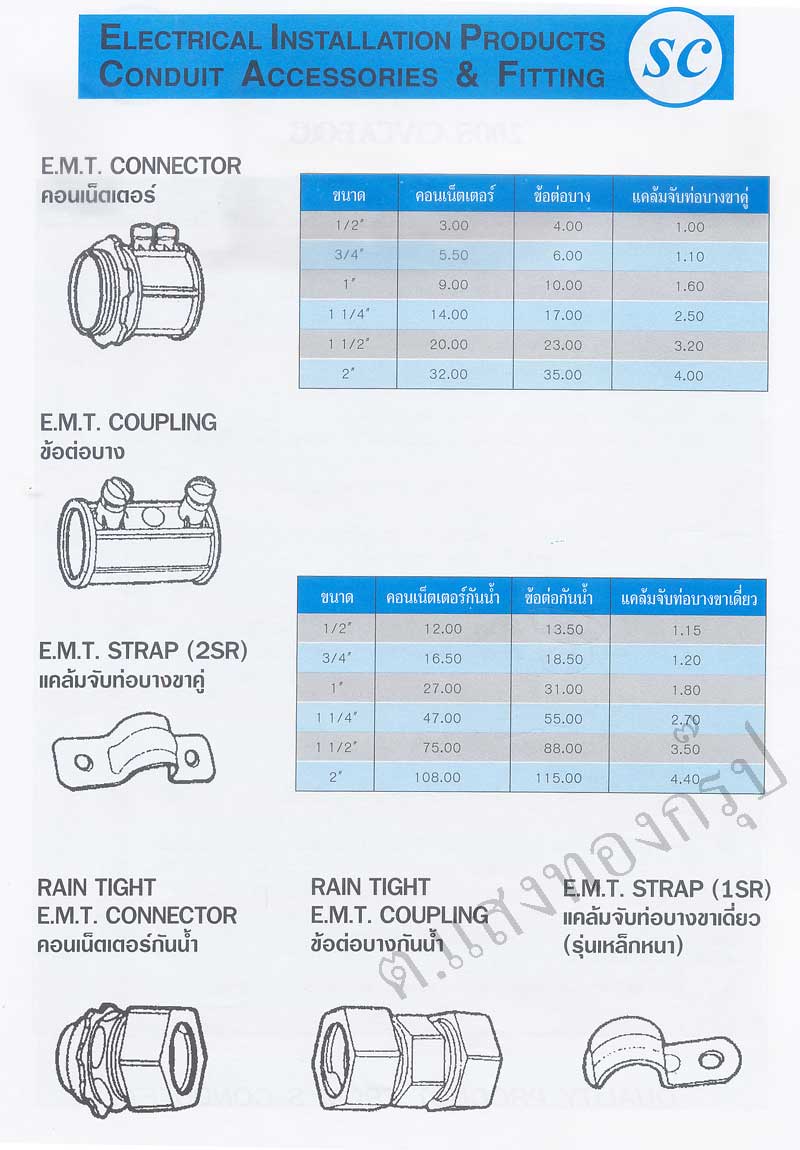 ELECTRICAL INSTALLATION PRODUCTS
CONDUIT ACCESSORIES & FITTING
SC
E.M.T. CONNECTOR
คอนเน็ตเตอร์
ขนาด คอนเน็ตเตอร์ ข้อต่อบาง แคล้มจับท่อบางขาคู่
1/2" 3.00 4.00 1.00
3/4" 5.50 6.00 1.10
1" 9.00 10.00 1.60
1 1/4" 14.00 17.00 2.50
1 1/2" 20.00 23.00 3.20
2" 32.00 35.00 4.00
E.M.T. COUPLING
ข้อต่อบาง
E.M.T. STRAP (2SR)
แคล้มจับท่อบางขาคู่
ขนาด คอนเน็ตเตอร์กันน้ำ ข้อต่อกันน้ำ แคล้มจับท่อบางขาเดี่ยว
1/2" 12.00 13.50 1.15
3/4" 16.50 18.50 1.20
1" 27.00 31.00 1.80
1 1/4" 47.00 55.00 2.70
1 1/2" 75.00 88.00 3.50
2" 108.00 115.00 4.40
RAIN TIGHT
E.M.T. CONNECTOR
คอนเน็ตเตอร์กันน้ำ
RAIN TIGHT
E.M.T. COUPLING
ข้อต่อบางกันน้ำ
E.M.T. STRAP (1SR)
แคล้มจับท่อบางขาเดี่ยว
(รุ่นเหล็กหนา)
ต.แสงทองกรุ๊ป